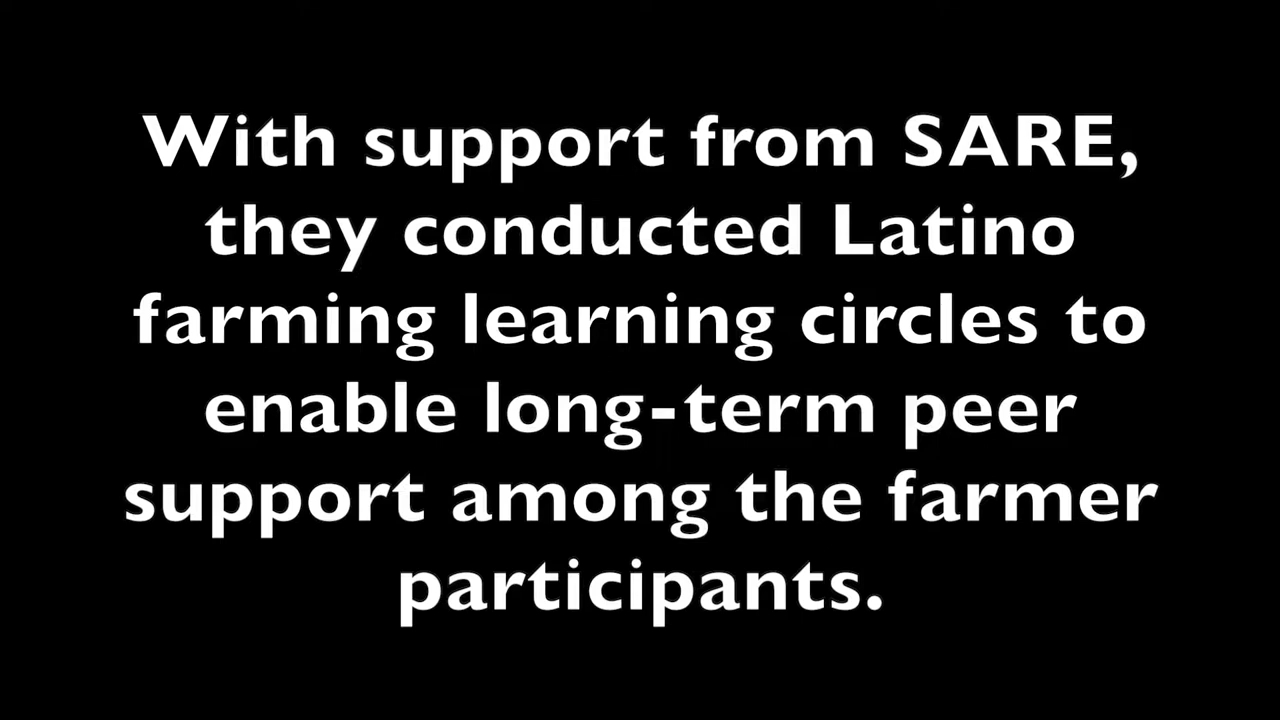 With support from SARE,
they conducted Latino
farming learning circles to
enable long-term peer
support among the farmer
participants.